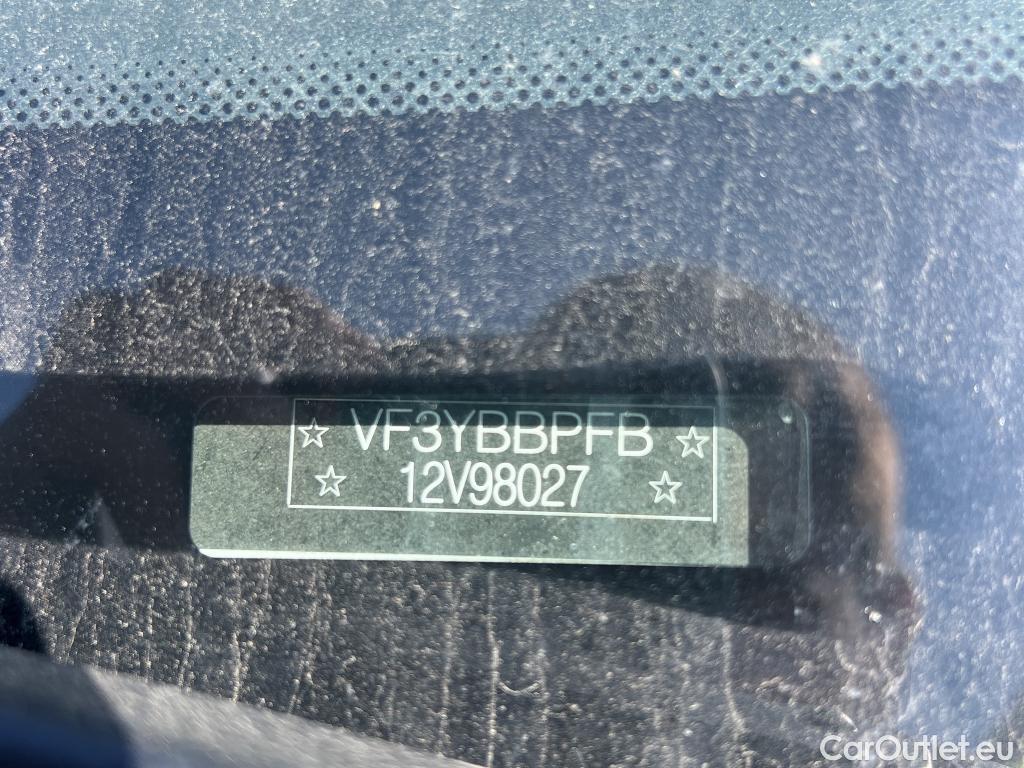 ☆ VF3YBBPFB ☆
☆ 12V98027 ☆
CarOutlet.eu